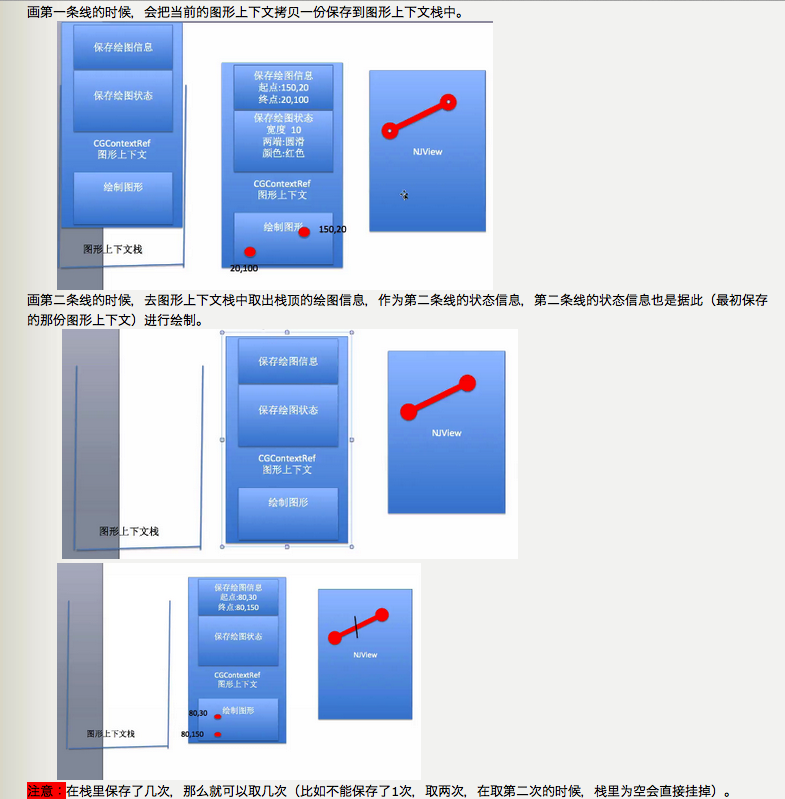 画第一条线的时候,会把当前的图形上下文拷贝一份保存到图形上下文栈中。
保存绘图信息
保存绘图状态
CGContextRef
图形上下文
绘制图形
图形上下文栈
保存绘图信息
起点:150,20
终点:20,100
保存绘图状态
宽度 10
两端:圆滑
颜色:红色
CGContextRef
图形上下文
绘制图形
150,20
20,100
NJView
画第二条线的时候,去图形上下文栈中取出栈顶的绘图信息,作为第二条线的状态信息,第二条线的状态信息也是据此(最初保存
的那份图形上下文)进行绘制。
图形上下文栈
保存绘图信息
保存绘图状态
CGContextRef
图形上下文
绘制图形
NJView
图形上下文栈
保存绘图信息
起点:80,30
终点:80,150
保存绘图状态
CGContextRef
图形上下文
绘制图形
80,30
80,150
NJView
注意:在栈里保存了几次,那么就可以取几次(比如不能保存了1次,取两次,在取第二次的时候,栈里为空会直接挂掉)。